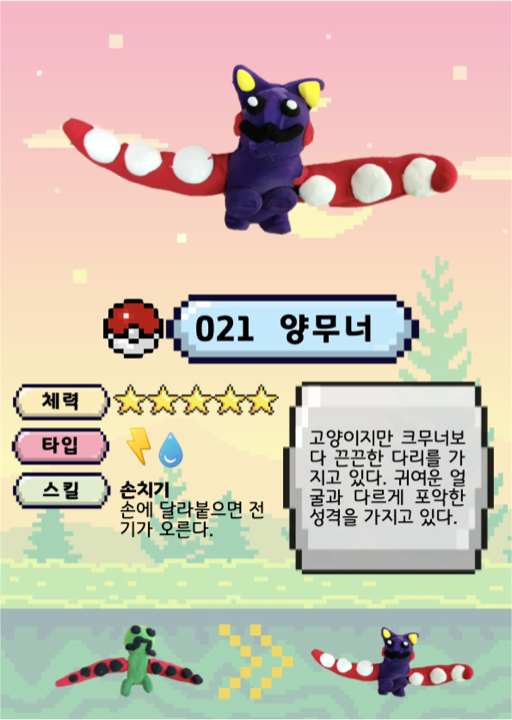 021 양무너
체력
타입
스킬
손치기
손에 달라붙으면 전
기가 오른다.
고양이지만 크무너보
다 끈끈한 다리를 가
지고 있다. 귀여운 얼
굴과 다르게 포악한
성격을 가지고 있다.